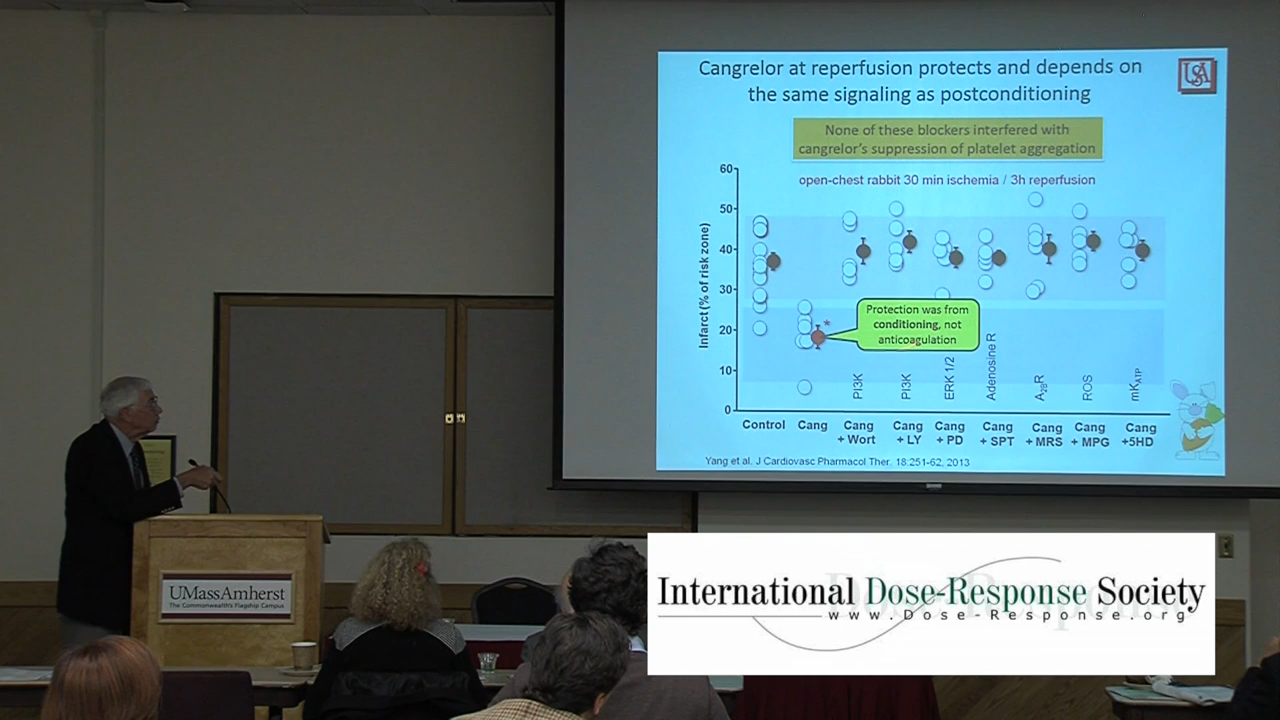 Cangrelor at reperfusion protects and depends on
the same signaling as postconditioning
USA
None of these blockers interfered with
cangrelor's suppression of platelet aggregation
open-chest rabbit 30 min ischemia / 3h reperfusion
Infarct (% of risk zone)
60
50
40
30
20
10
0
Protection was from
conditioning, not
anticoagulation
*
PI3K
PI3K
ERK 1/2
Adenosine R
A2BR
ROS
mKATP
Control
Cang
Cang
+ Wort
Cang
+ LY
Cang
+ PD
Cang
+ SPT
Cang
+ MRS
Cang
+ MPG
Cang
+5HD
Yang et al. J Cardiovasc Pharmacol Ther. 18:251-62, 2013
UMassAmherst
The Commonwealth's Flagship Campus
International Dose-Response Society
www.Dose-Response.org